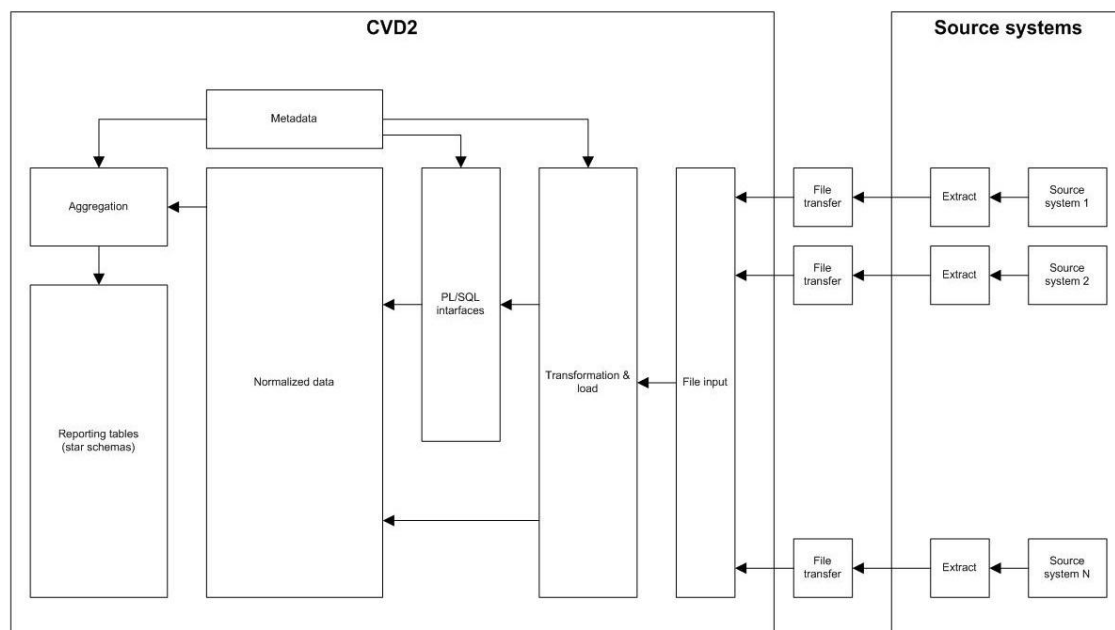 CVD2
Source systems
Metadata
Aggregation
File
transfer
Extract
Source
system 1
File
transfer
Extract
Source
system 2
PL/SQL
intarfaces
Normalized data
Transformation &
load
File input
Reporting tables
(star schemas)
File
transfer
Extract
Source
system N